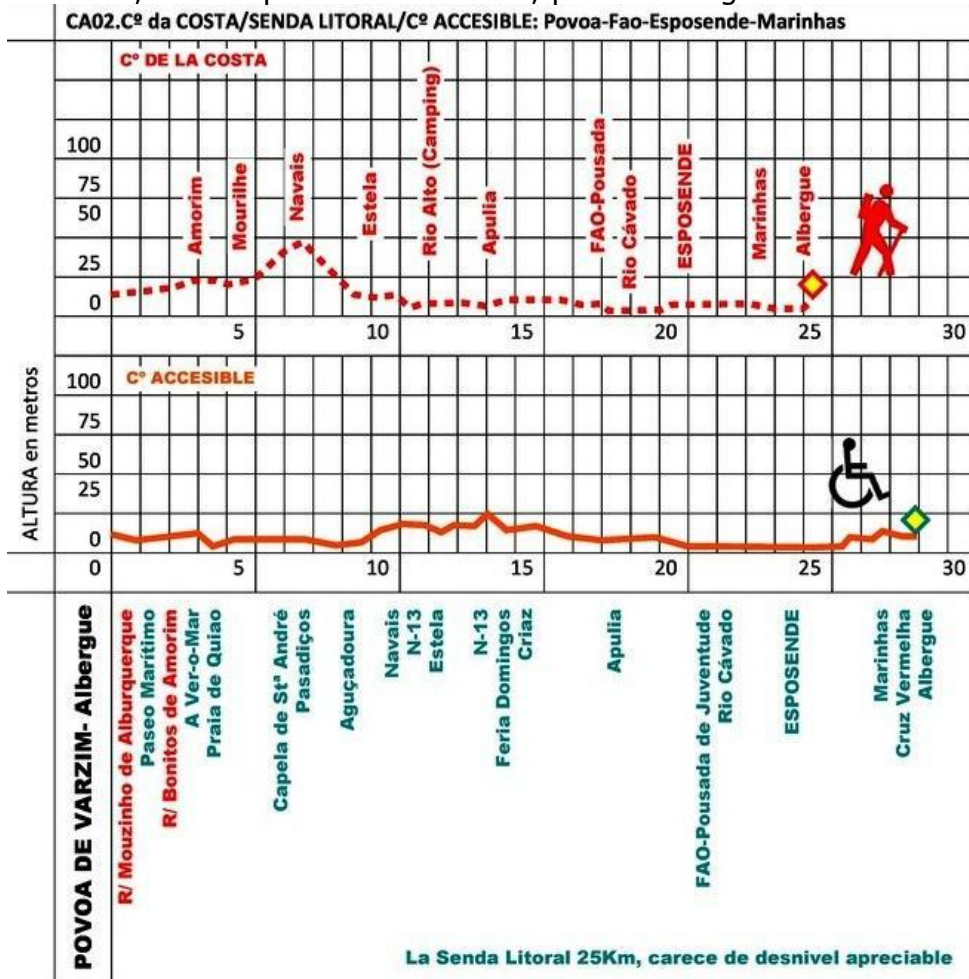 CA02.Cº da COSTA/SENDA LITORAL/Cº ACCESIBLE: Povoa-Fao-Esposende-Marinhas
Cº DE LA COSTA
100
75
50
25
0
Amorim
Mourilhe
Navais
Estela
Rio Alto (Camping)
Apulia
FAO-Pousada
Rio Cávado
ESPOSENDE
Marinhas
Albergue
5
10
15
20
25
30
ALTURA en metros
Cº ACCESIBLE
100
75
50
25
0
0
5
10
15
20
25
30
POVOA DE VARZIM- Albergue
R/ Mouzinho de Alburquerque
Paseo Marítimo
R/ Bonitos de Amorim
A Ver-o-Mar
Praia de Quiao
Capela de Stª André
Pasadiços
Aguçadoura
Navais
N-13
Estela
N-13
Feria Domingos
Criaz
Apulia
FAO-Pousada de Juventude
Rio Cávado
ESPOSENDE
Marinhas
Cruz Vermelha
Albergue
La Senda Litoral 25Km, carece de desnivel apreciable